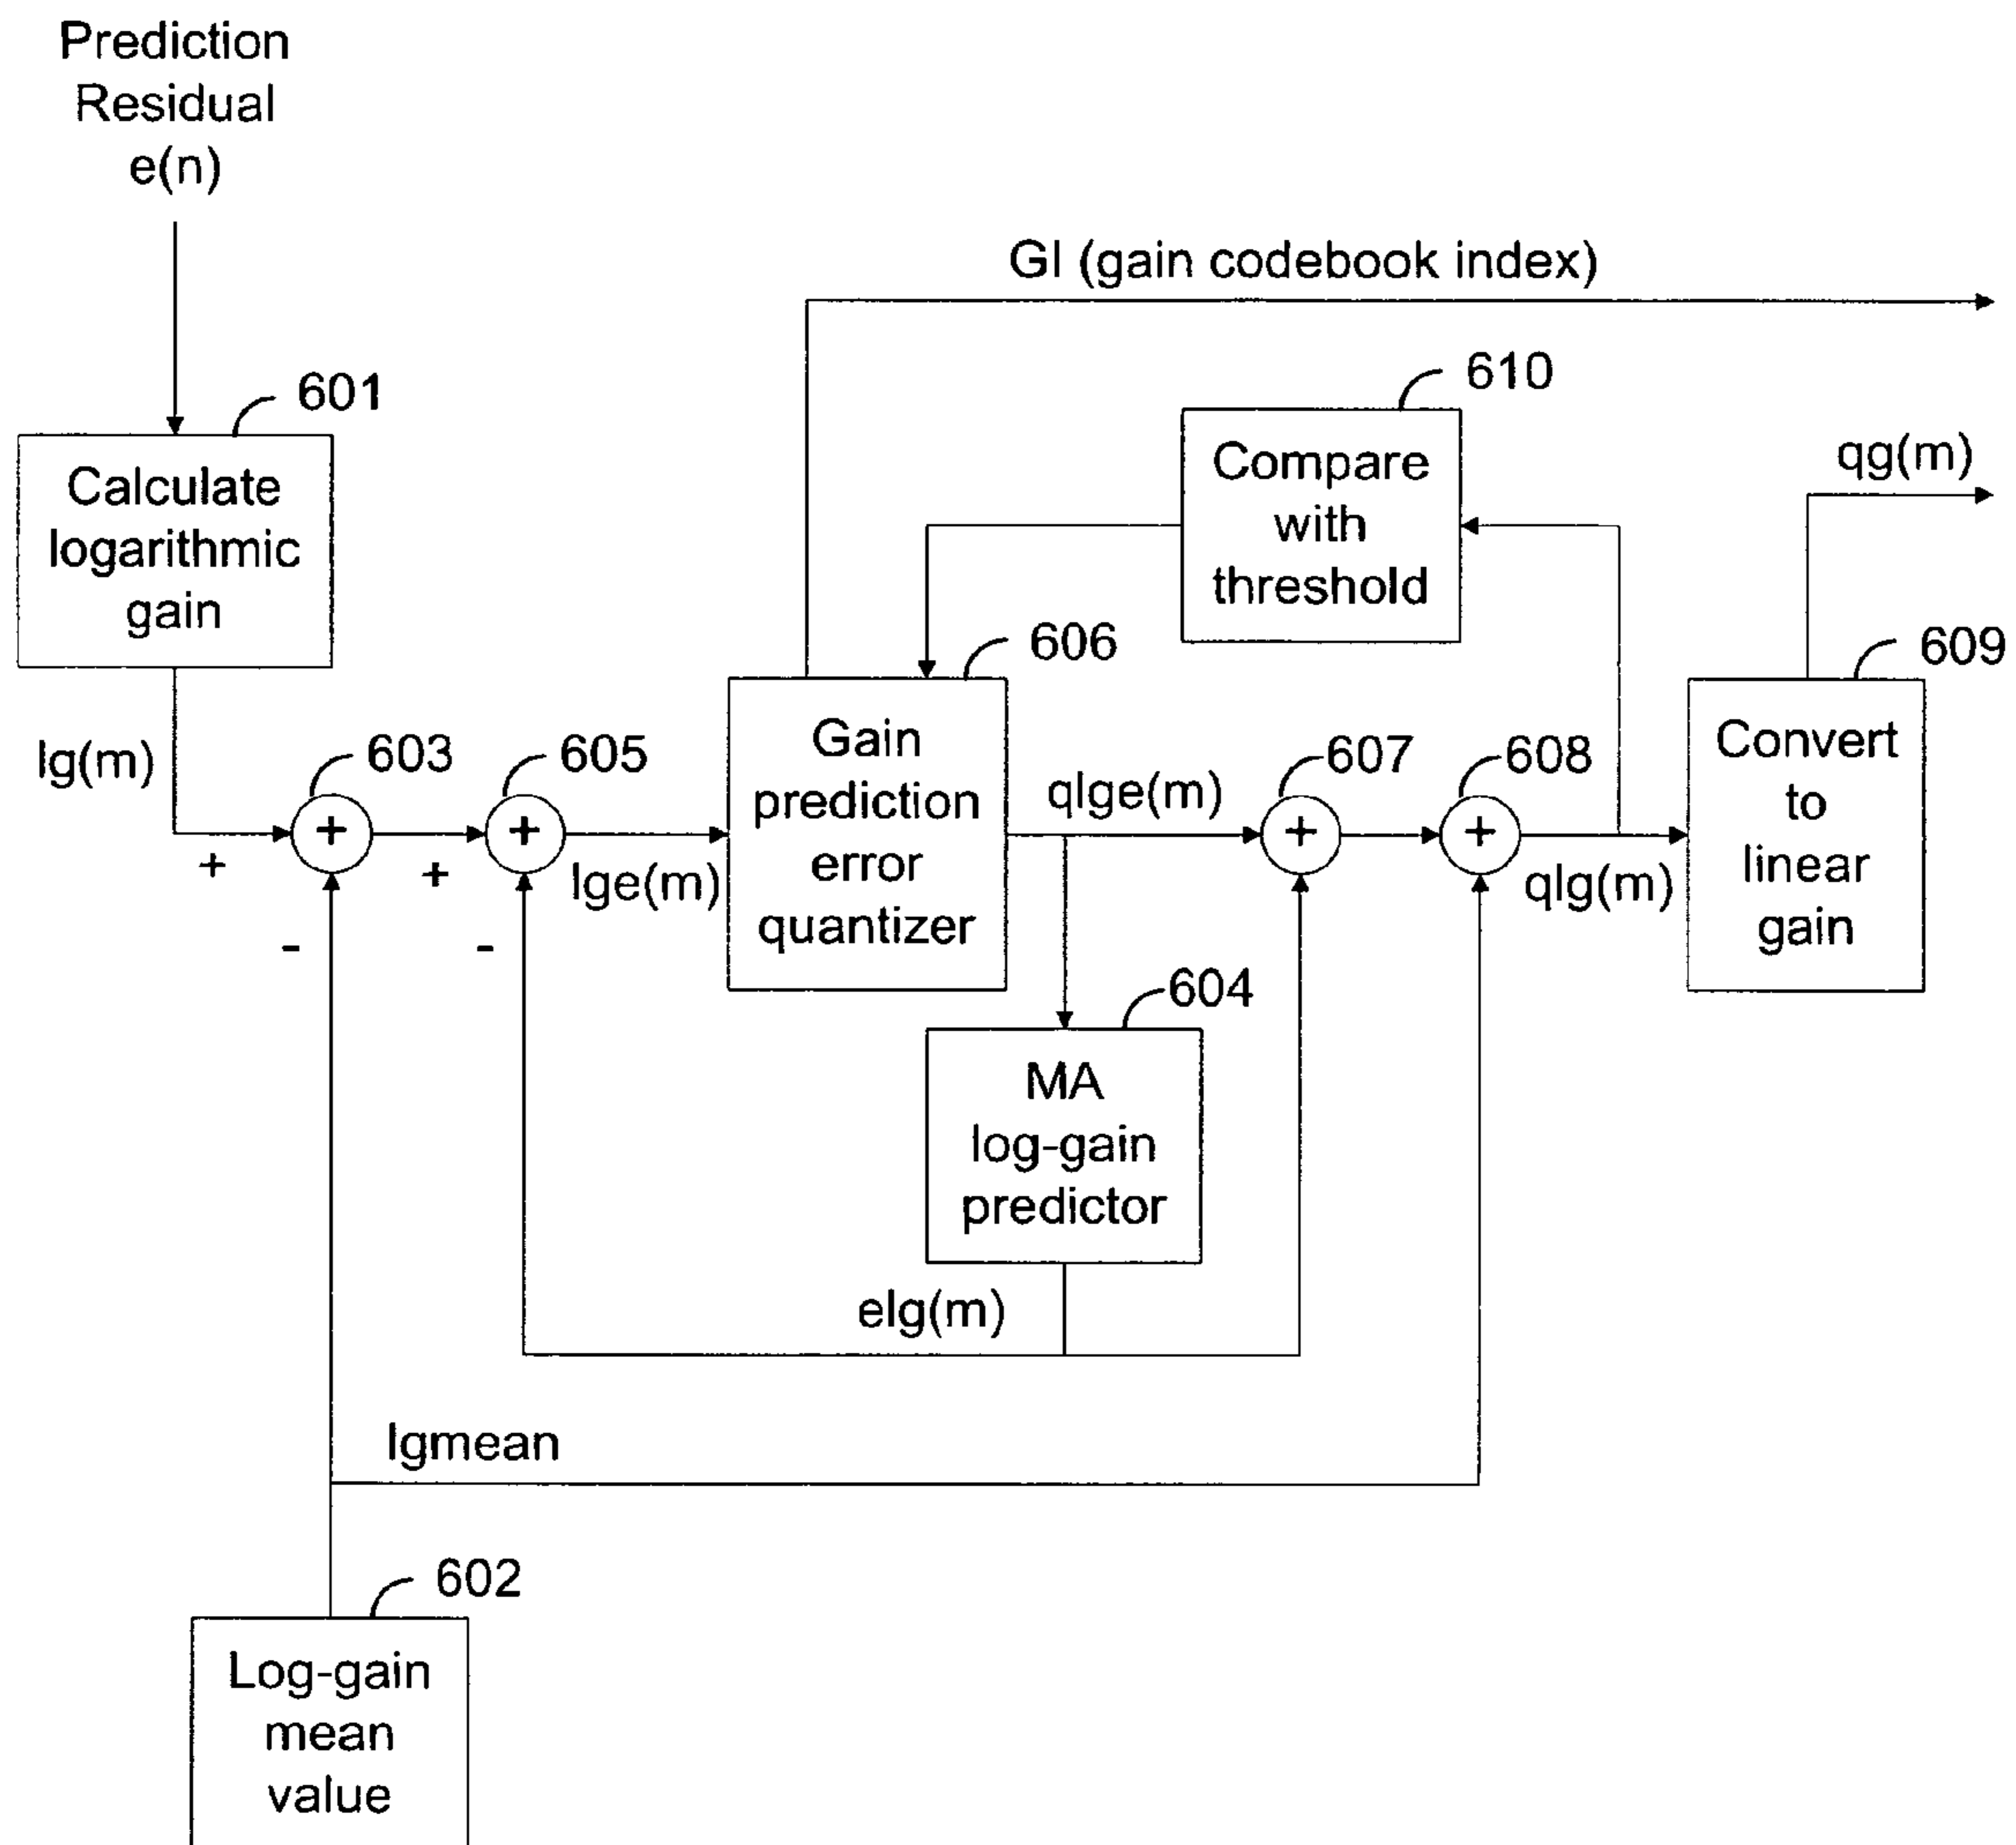 Prediction
Residual
e(n)
GI (gain codebook index)
610
601
Compare
with
threshold
qg(m)
Calculate
logarithmic
gain
606
609
lg(m)
603
605
Gain
prediction
error
quantizer
qlge(m)
607
608
Convert
to
linear
gain
+
+
+
+
+
+
lge(m)
qlg(m)
-
-
604
MA
log-gain
predictor
elg(m)
lgmean
602
Log-gain
mean
value